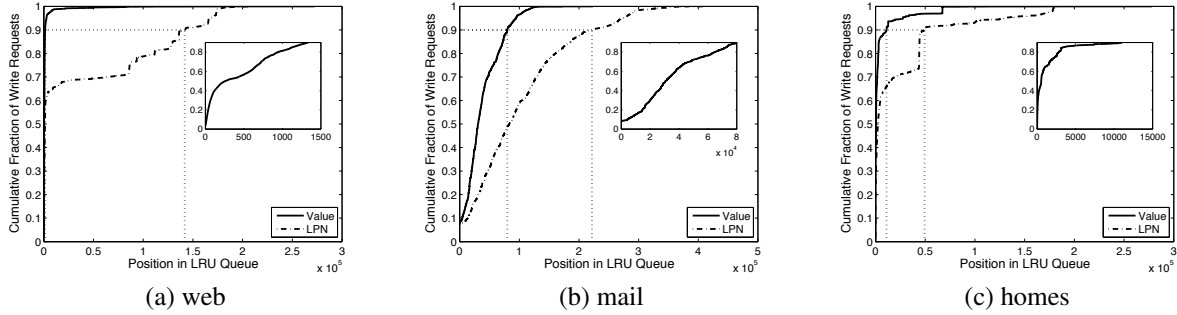 Cumulative Fraction of Write Requests
1
0.9
0.8
0.7
0.6
0.5
0.4
0.3
0.2
0.1
0
0 0.5 1 1.5 2 2.5 3
x 10^5
Position in LRU Queue
0.8
0.6
0.4
0.2
0
0 500 1000 1500
Value
LPN
(a) web
Cumulative Fraction of Write Requests
1
0.9
0.8
0.7
0.6
0.5
0.4
0.3
0.2
0.1
0
0 1 2 3 4 5
x 10^5
Position in LRU Queue
0.8
0.6
0.4
0.2
0
0 2 4 6 8
x 10^4
Value
LPN
(b) mail
Cumulative Fraction of Write Requests
1
0.9
0.8
0.7
0.6
0.5
0.4
0.3
0.2
0.1
0
0 0.5 1 1.5 2 2.5 3
x 10^5
Position in LRU Queue
0.8
0.6
0.4
0.2
0
0 5000 10000 15000
Value
LPN
(c) homes